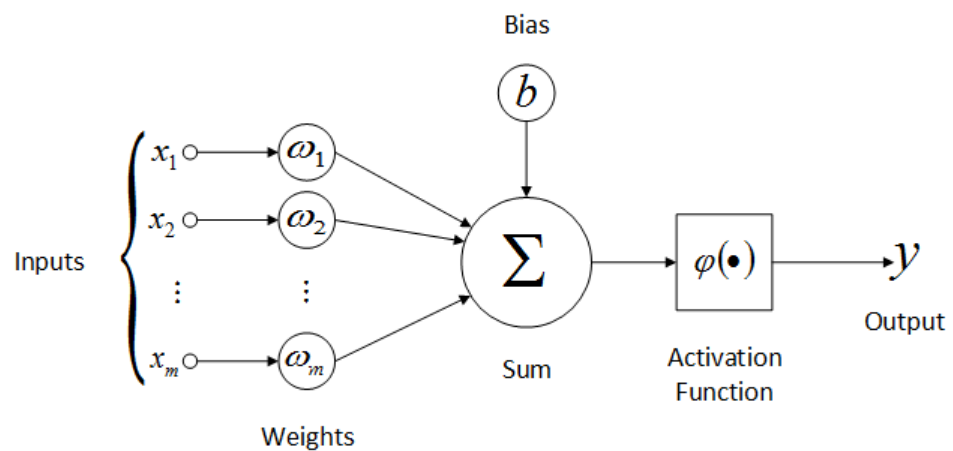 Bias
b
x₁ ω₁
x₂ ω₂
Inputs
⋮ ⋮
Σ
φ(•)
y
xₘ ωₘ
Output
Sum
Activation
Function
Weights